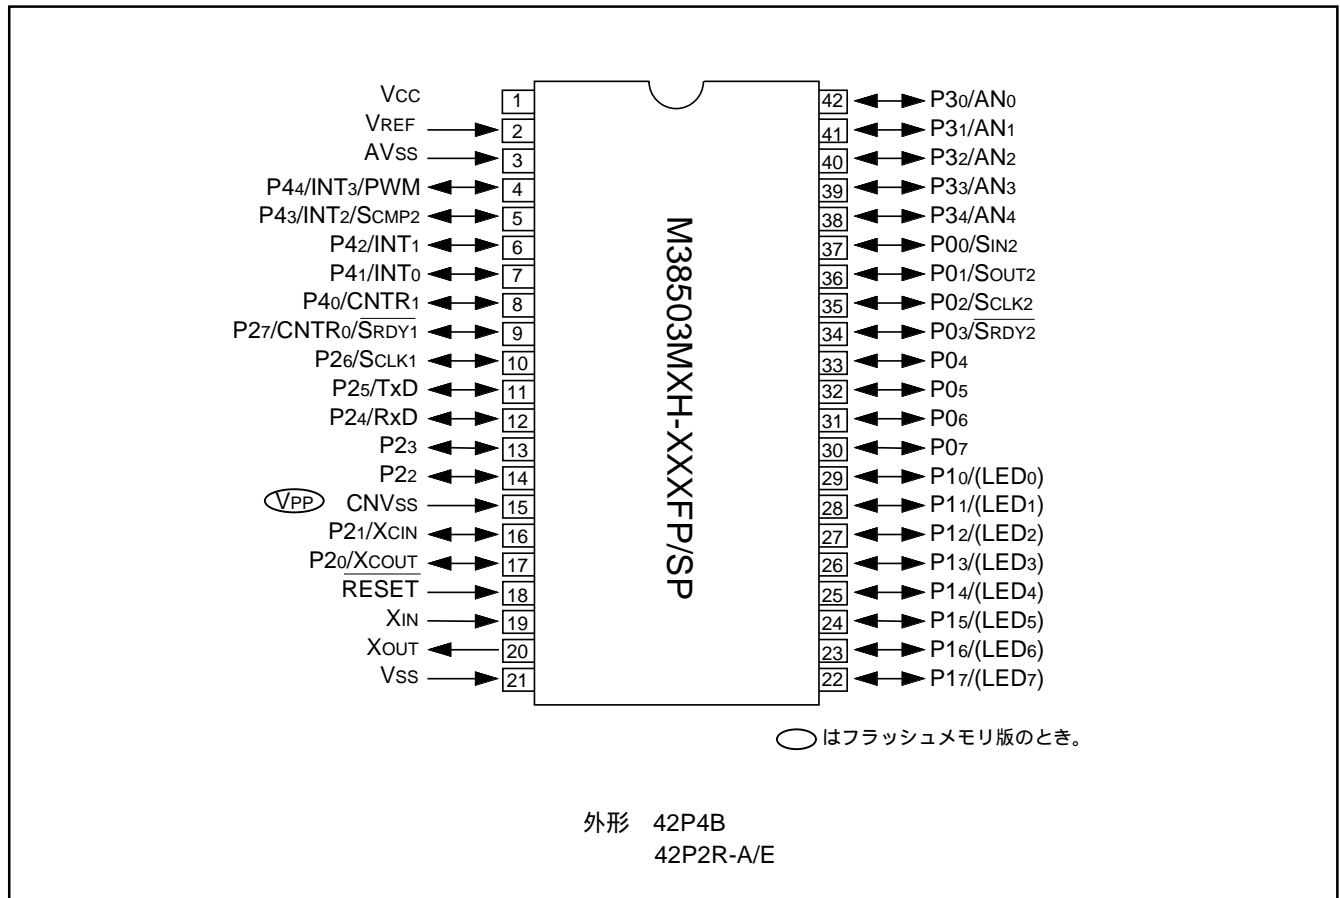 VCC 1
VREF 2
AVSS 3
P44/INT3/PWM 4
P43/INT2/SCMP2 5
P42/INT1 6
P41/INT0 7
P40/CNTR1 8
P27/CNTR0/SRDY1 9
P26/SCLK1 10
P25/TxD 11
P24/RxD 12
P23 13
P22 14
VPP CNVSS 15
P21/XCIN 16
P20/XCOUT 17
RESET 18
XIN 19
XOUT 20
VSS 21
M38503MXH-XXXFP/SP
42 P30/AN0
41 P31/AN1
40 P32/AN2
39 P33/AN3
38 P34/AN4
37 P00/SIN2
36 P01/SOUT2
35 P02/SCLK2
34 P03/SRDY2
33 P04
32 P05
31 P06
30 P07
29 P10/(LED0)
28 P11/(LED1)
27 P12/(LED2)
26 P13/(LED3)
25 P14/(LED4)
24 P15/(LED5)
23 P16/(LED6)
22 P17/(LED7)
はフラッシュメモリ版のとき。
外形 42P4B
42P2R-A/E